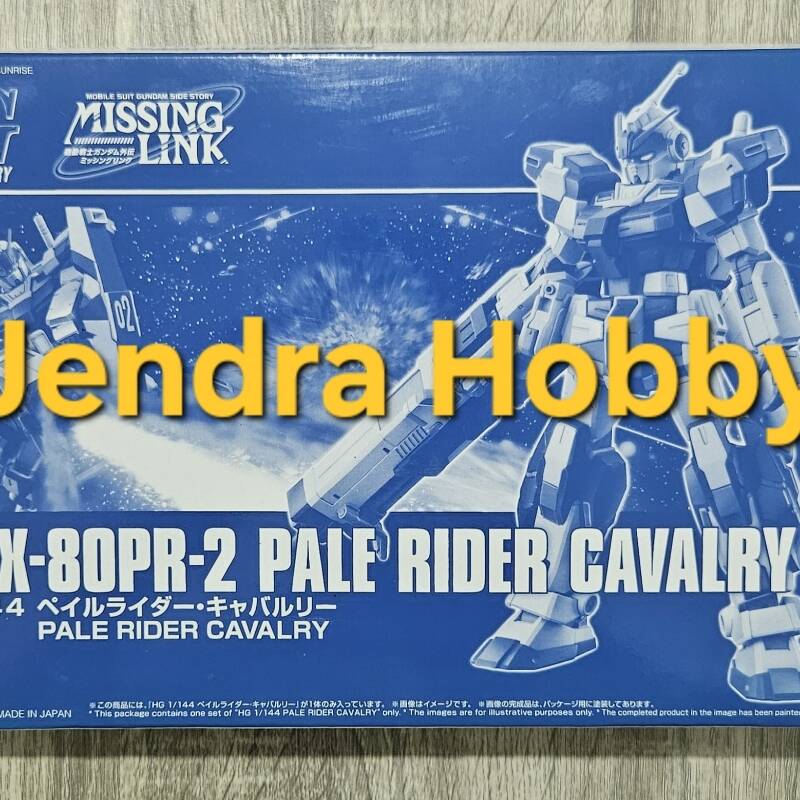 SUNRISE
MOBILE SUIT GUNDAM SIDE STORY
MISSING
LINK
機動戦士ガンダム外伝
ミッシングリンク
02
Jendra Hobby
X-80PR-2 PALE RIDER CAVALRY
ペイルライダー・キャバルリー
PALE RIDER CAVALRY
MADE IN JAPAN
※この商品には、「HG 1/144 ペイルライダー・キャバルリー」が1体のみ入っています。 ※画像はイメージです。 ※画像の完成品は、パッケージ用に塗装してあります。
* This package contains one set of "HG 1/144 PALE RIDER CAVALRY" only. * The images are for illustrative purposes only. * The completed product in the image has been painted